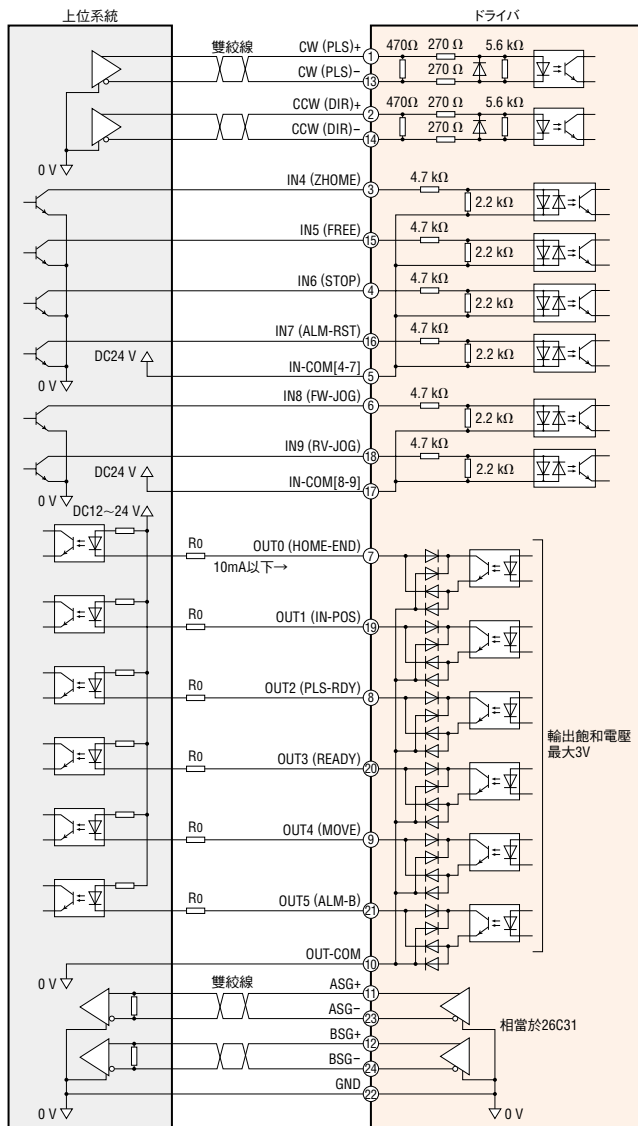 上位系統
ドライバ
雙絞線
CW (PLS)+
1
470Ω
270 Ω
5.6 kΩ
CW (PLS)−
13
270 Ω
CCW (DIR)+
2
470Ω
270 Ω
5.6 kΩ
CCW (DIR)−
14
270 Ω
0 V
IN4 (ZHOME)
3
4.7 kΩ
2.2 kΩ
IN5 (FREE)
15
4.7 kΩ
2.2 kΩ
IN6 (STOP)
4
4.7 kΩ
2.2 kΩ
IN7 (ALM-RST)
16
4.7 kΩ
2.2 kΩ
DC24 V
IN-COM[4-7]
5
0 V
IN8 (FW-JOG)
6
4.7 kΩ
2.2 kΩ
IN9 (RV-JOG)
18
4.7 kΩ
2.2 kΩ
DC24 V
IN-COM[8-9]
17
0 V
DC12~24 V
R0
OUT0 (HOME-END)
7
10mA以下→
R0
OUT1 (IN-POS)
19
R0
OUT2 (PLS-RDY)
8
輸出飽和電壓
最大3V
R0
OUT3 (READY)
20
R0
OUT4 (MOVE)
9
R0
OUT5 (ALM-B)
21
OUT-COM
10
0 V
雙絞線
ASG+
11
ASG−
23
相當於26C31
BSG+
12
BSG−
24
GND
22
0 V
0 V